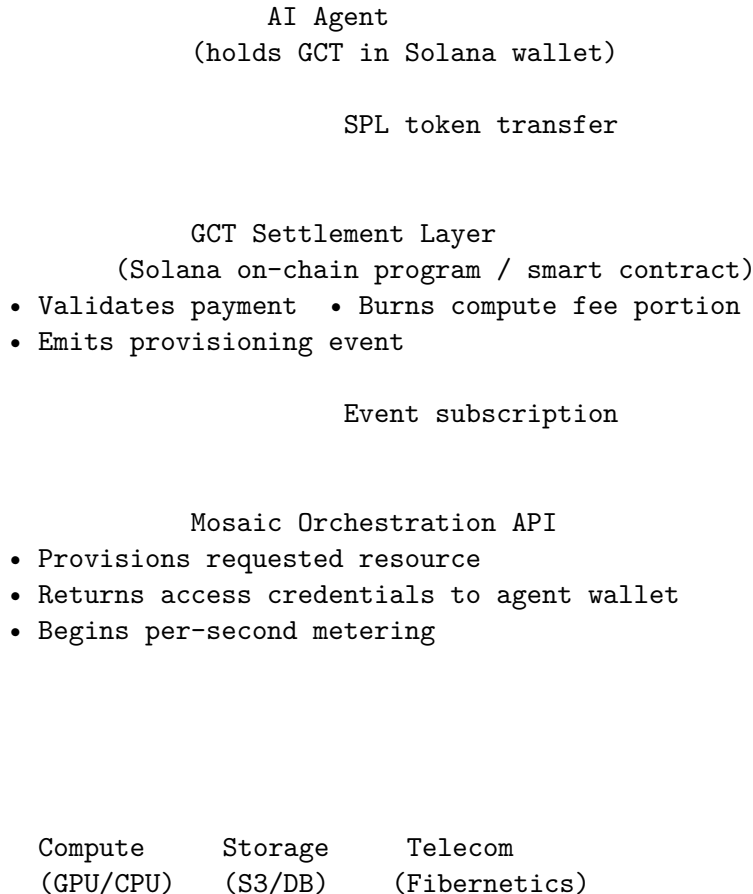 AI Agent
(holds GCT in Solana wallet)
SPL token transfer
GCT Settlement Layer
(Solana on-chain program / smart contract)
• Validates payment • Burns compute fee portion
• Emits provisioning event
Event subscription
Mosaic Orchestration API
• Provisions requested resource
• Returns access credentials to agent wallet
• Begins per-second metering
Compute Storage Telecom
(GPU/CPU) (S3/DB) (Fibernetics)